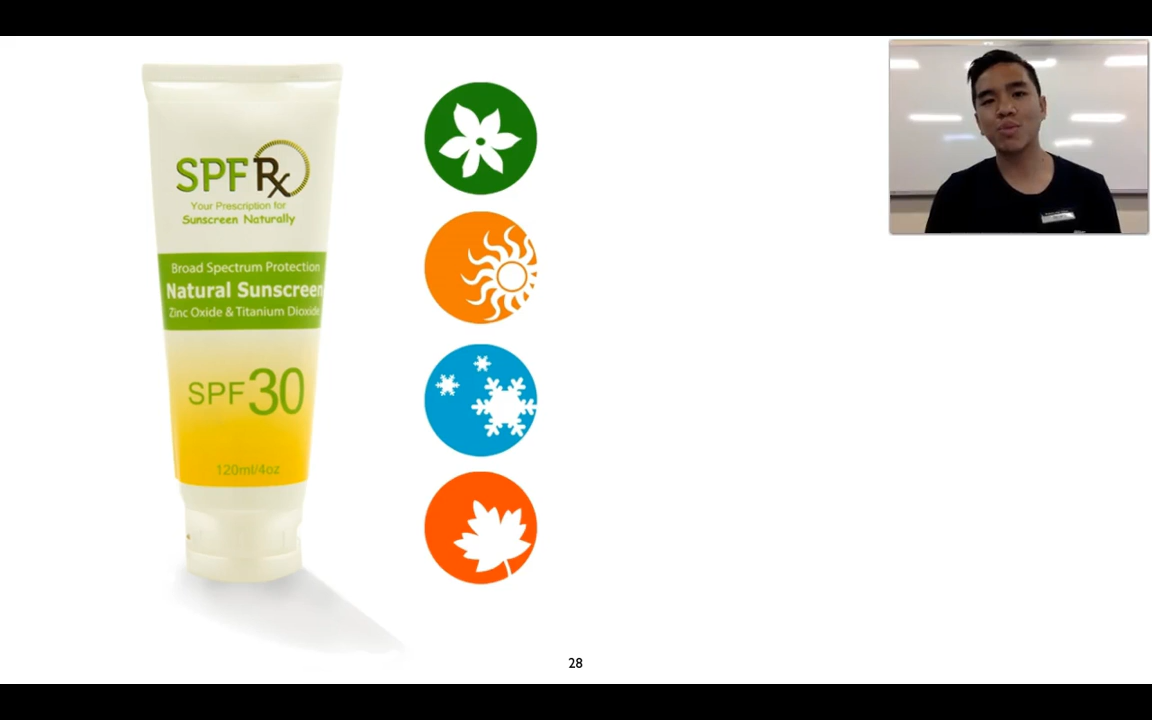 SPF Rx
Your Prescription for
Sunscreen Naturally
Broad Spectrum Protection
Natural Sunscreen
Zinc Oxide & Titanium Dioxide
SPF 30
120ml/4oz
28